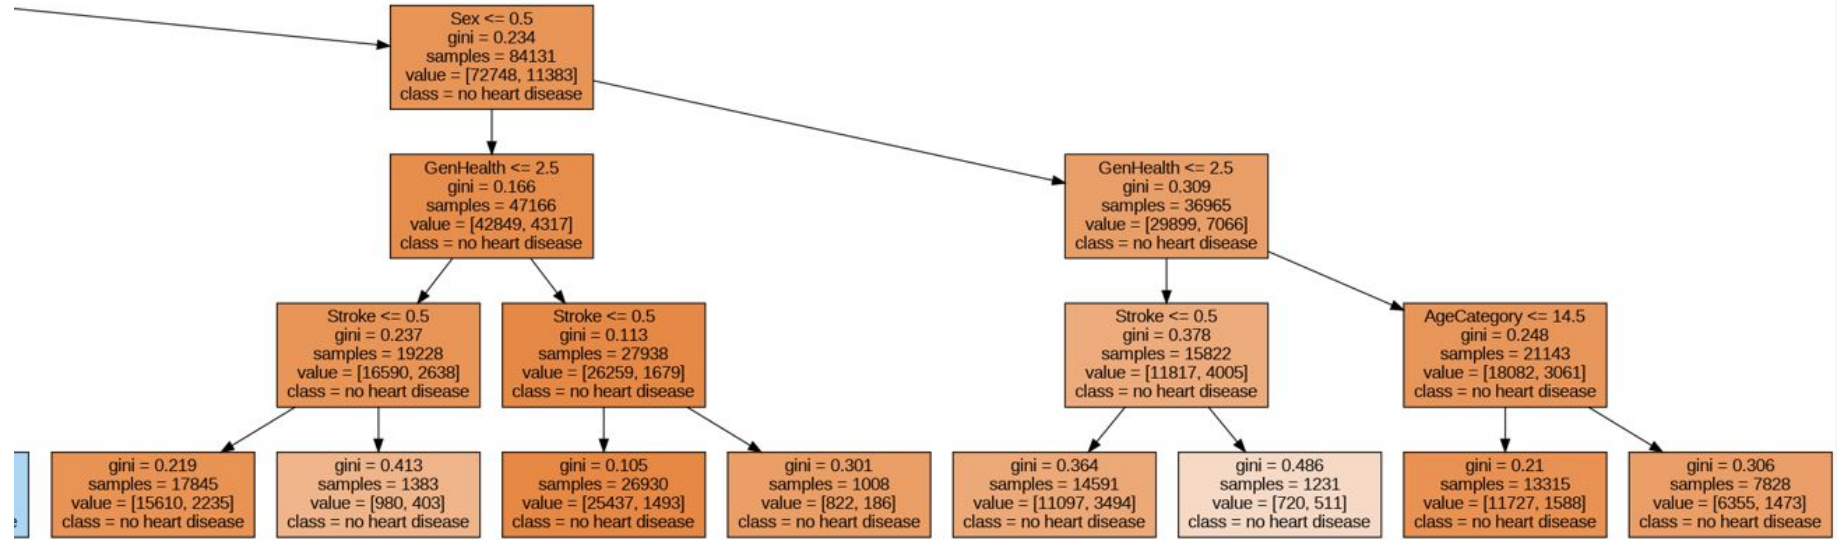 Sex <= 0.5
gini = 0.234
samples = 84131
value = [72748, 11383]
class = no heart disease
GenHealth <= 2.5
gini = 0.166
samples = 47166
value = [42849, 4317]
class = no heart disease
GenHealth <= 2.5
gini = 0.309
samples = 36965
value = [29899, 7066]
class = no heart disease
Stroke <= 0.5
gini = 0.237
samples = 19228
value = [16590, 2638]
class = no heart disease
Stroke <= 0.5
gini = 0.113
samples = 27938
value = [26259, 1679]
class = no heart disease
Stroke <= 0.5
gini = 0.378
samples = 15822
value = [11817, 4005]
class = no heart disease
AgeCategory <= 14.5
gini = 0.248
samples = 21143
value = [18082, 3061]
class = no heart disease
gini = 0.219
samples = 17845
value = [15610, 2235]
class = no heart disease
gini = 0.413
samples = 1383
value = [980, 403]
class = no heart disease
gini = 0.105
samples = 26930
value = [25437, 1493]
class = no heart disease
gini = 0.301
samples = 1008
value = [822, 186]
class = no heart disease
gini = 0.364
samples = 14591
value = [11097, 3494]
class = no heart disease
gini = 0.486
samples = 1231
value = [720, 511]
class = no heart disease
gini = 0.21
samples = 13315
value = [11727, 1588]
class = no heart disease
gini = 0.306
samples = 7828
value = [6355, 1473]
class = no heart disease